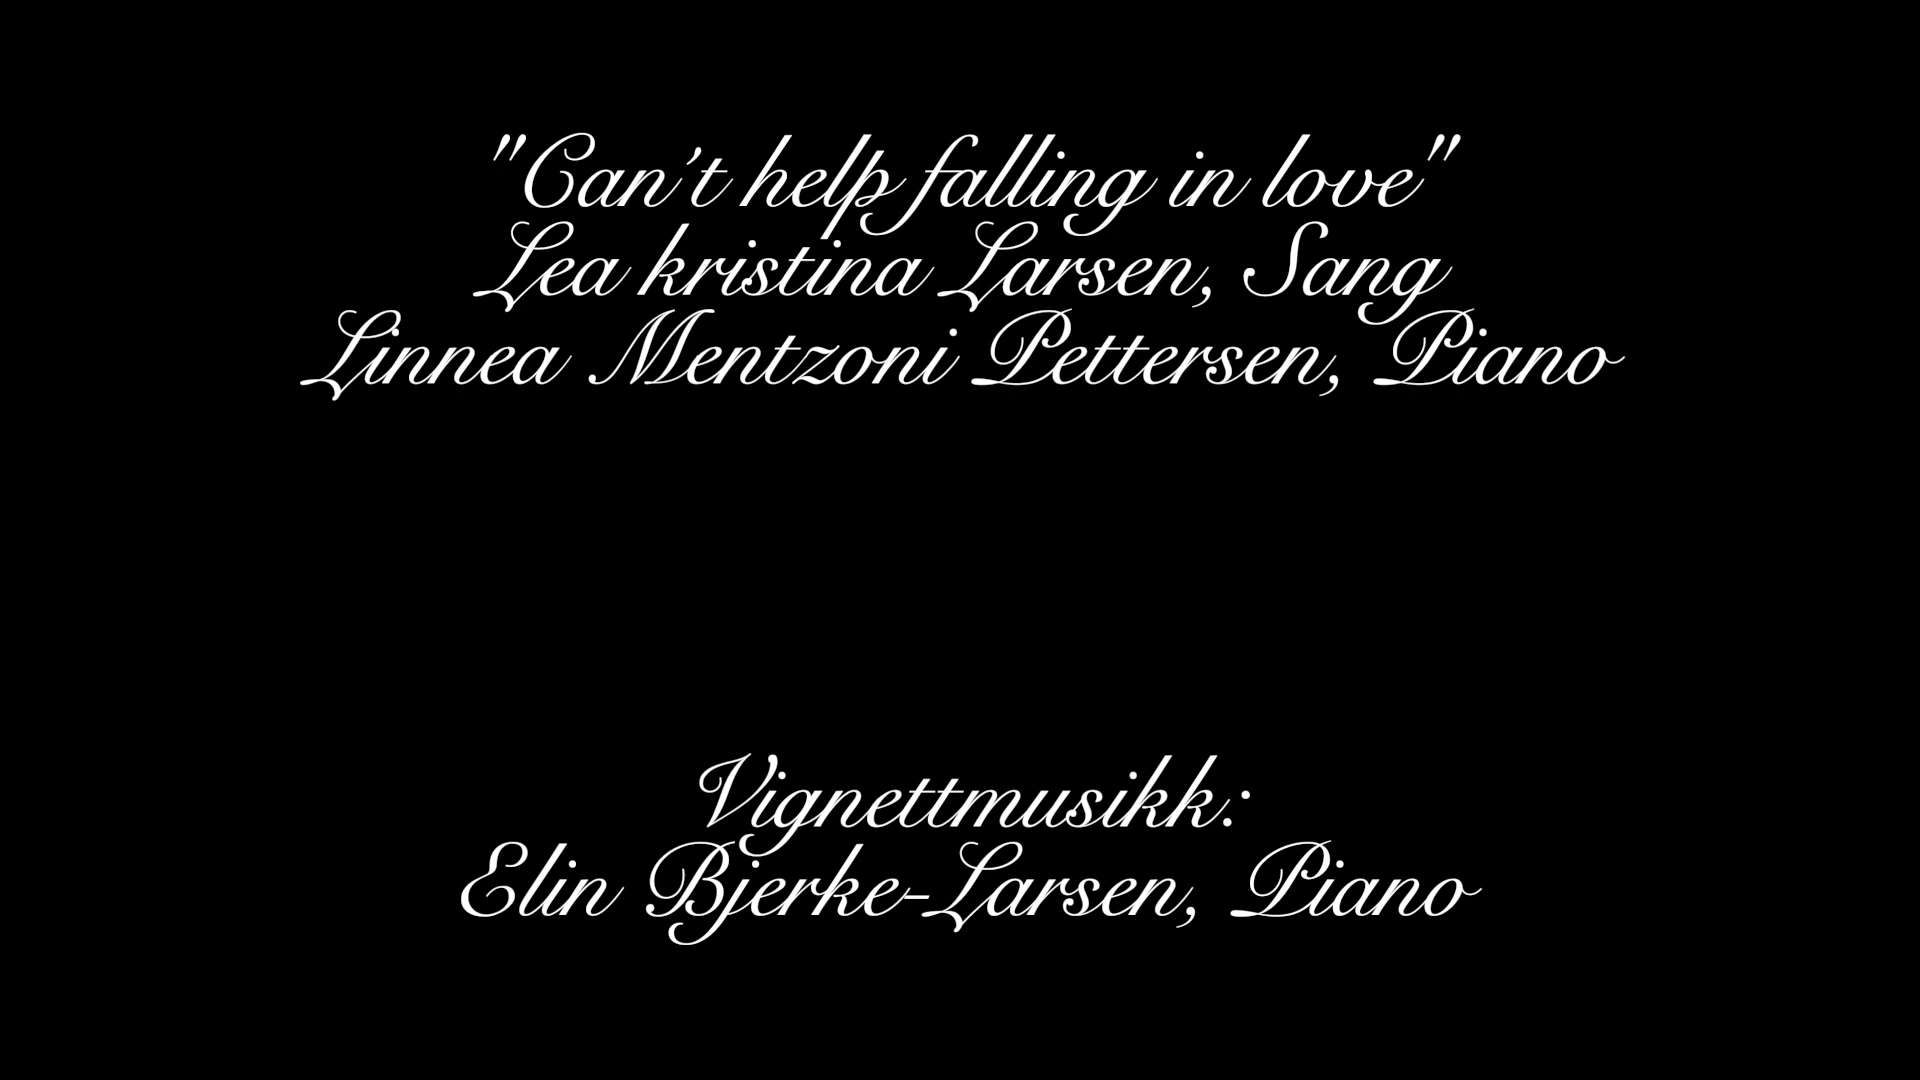 "Can't help falling in love"
Lea kristina Larsen, Sang
Linnea Mentzoni Pettersen, Piano
Vignettmusikk:
Elin Bjerke-Larsen, Piano